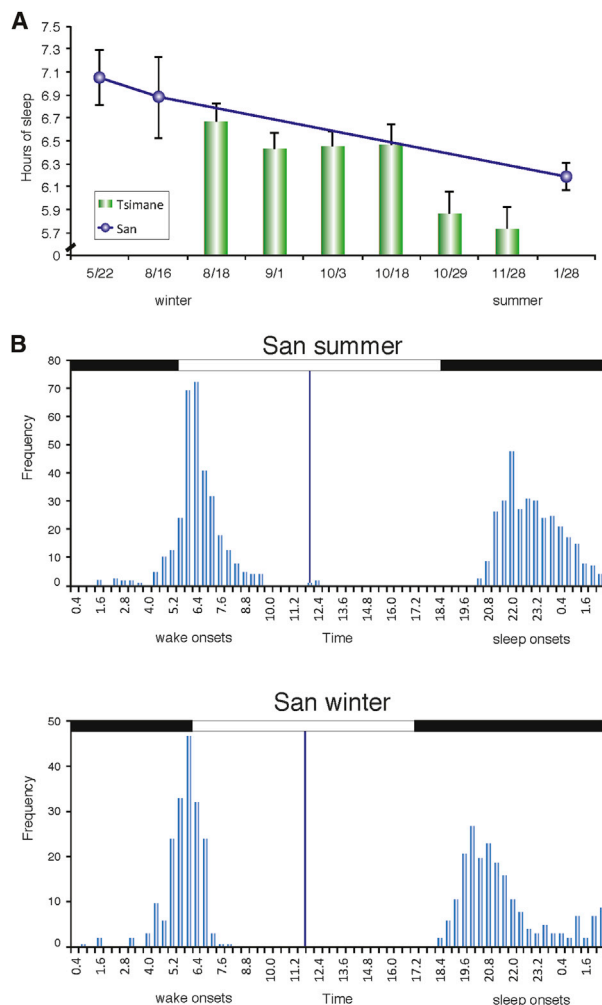 A
7.5
7.3
7.1
6.9
6.7
6.5
6.3
6.1
5.9
5.7
0
Hours of sleep
Tsimane
San
5/22 8/16 8/18 9/1 10/3 10/18 10/29 11/28 1/28
winter summer
B
San summer
80
70
60
50
40
30
20
10
0
Frequency
0.4 1.6 2.8 4.0 5.2 6.4 7.6 8.8 10.0 11.2 12.4 13.6 14.8 16.0 17.2 18.4 19.6 20.8 22.0 23.2 0.4 1.6
wake onsets Time sleep onsets
San winter
50
40
30
20
10
0
Frequency
0.4 1.6 2.8 4.0 5.2 6.4 7.6 8.8 10.0 11.2 12.4 13.6 14.8 16.0 17.2 18.4 19.6 20.8 22.0 23.2 0.4 1.6
wake onsets Time sleep onsets